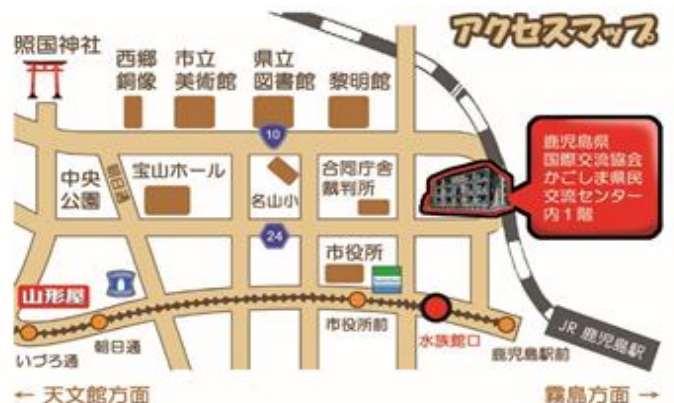 アクセスマップ
照国神社
西郷
銅像
市立
美術館
県立
図書館
黎明館
10
鹿児島県
国際交流協会
かごしま県民
交流センター
内1階
中央
公園
朝日通
宝山ホール
名山小
合同庁舎
裁判所
24
市役所
山形屋
いづろ通
朝日通
市役所前
水族館口
鹿児島駅前
JR 鹿児島駅
← 天文館方面
霧島方面 →